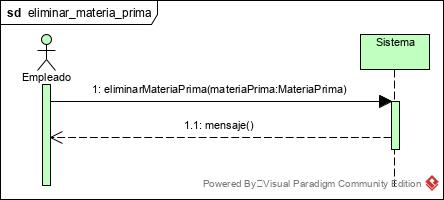 sd eliminar_materia_prima
Sistema
Empleado
1: eliminarMateriaPrima(materiaPrima:MateriaPrima)
1.1: mensaje()
Powered By Visual Paradigm Community Edition